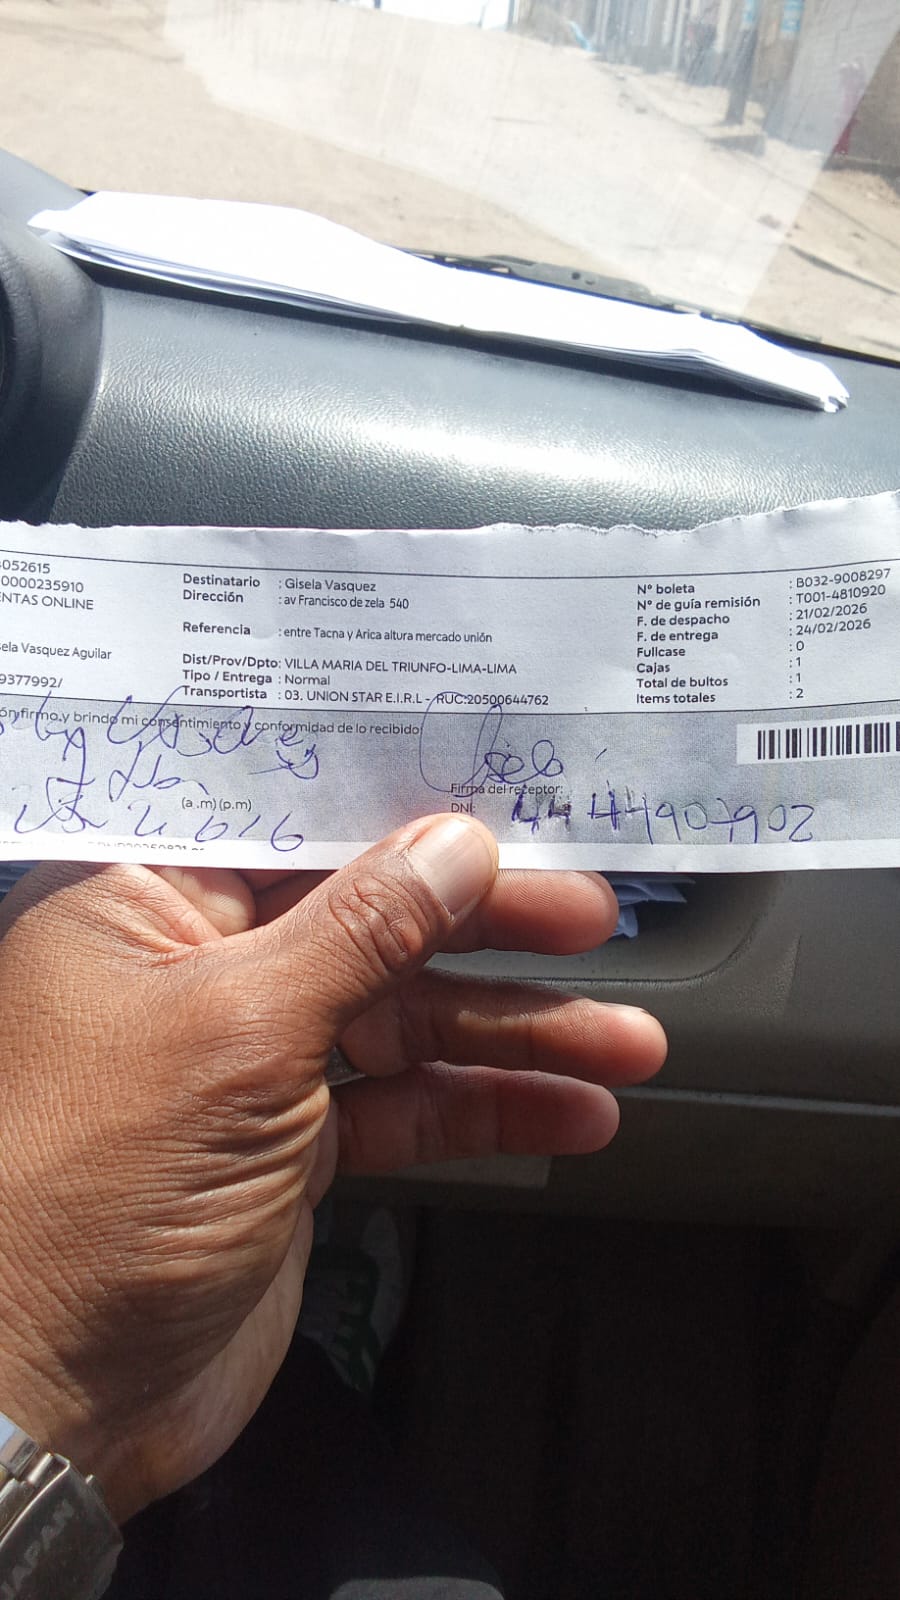 052615
0000235910
ENTAS ONLINE
sela Vasquez Aguilar
9377992/
Destinatario : Gisela Vasquez
Dirección : av Francisco de zela 540
Referencia : entre Tacna y Arica altura mercado unión
Dist/Prov/Dpto: VILLA MARIA DEL TRIUNFO-LIMA-LIMA
Tipo / Entrega : Normal
Transportista : 03. UNION STAR E.I.R.L - RUC:20500644762
N° boleta : B032-9008297
N° de guía remisión : T001-4810920
F. de despacho : 21/02/2026
F. de entrega : 24/02/2026
Fullcase : 0
Cajas : 1
Total de bultos : 1
Items totales : 2
ón firmo,y brindo mi consentimiento y conformidad de lo recibido
(a .m) (p.m)
Firma del receptor:
DNI: 44907902
JAPAN